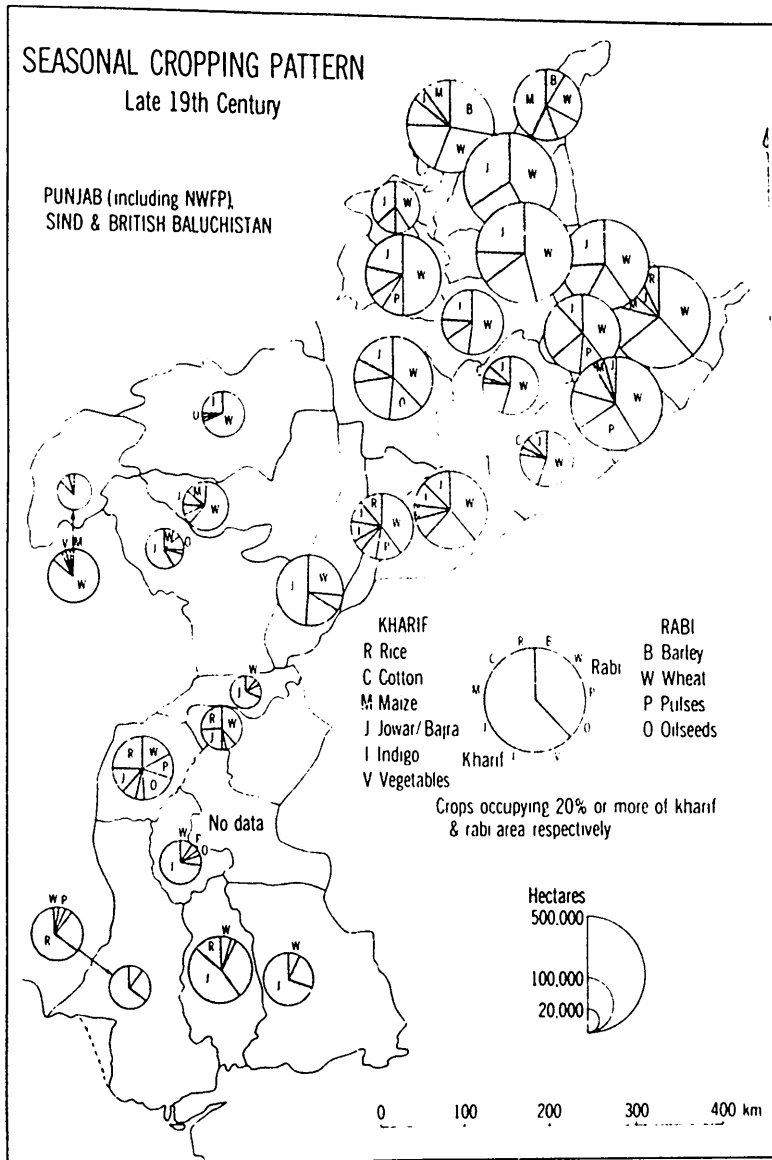 SEASONAL CROPPING PATTERN
Late 19th Century
PUNJAB (including NWFP),
SIND & BRITISH BALUCHISTAN
J M B W
M B W
J W
J W
J W
J W
J W P
R W M
I W
J W P
J W O
J W
M J W P
J W
C J W
M W
J W O
V M W
J W
R I I W P
J I I W
W J
R W J
R W P O J
No data
W O J
W P
R
R W J
W J
KHARIF
R Rice
C Cotton
M Maize
J Jowar/Bajra
I Indigo
V Vegetables
Rabi
Kharif
RABI
B Barley
W Wheat
P Pulses
O Oilseeds
Crops occupying 20% or more of kharif
& rabi area respectively
Hectares
500.000
100.000
20.000
0 100 200 300 400 km